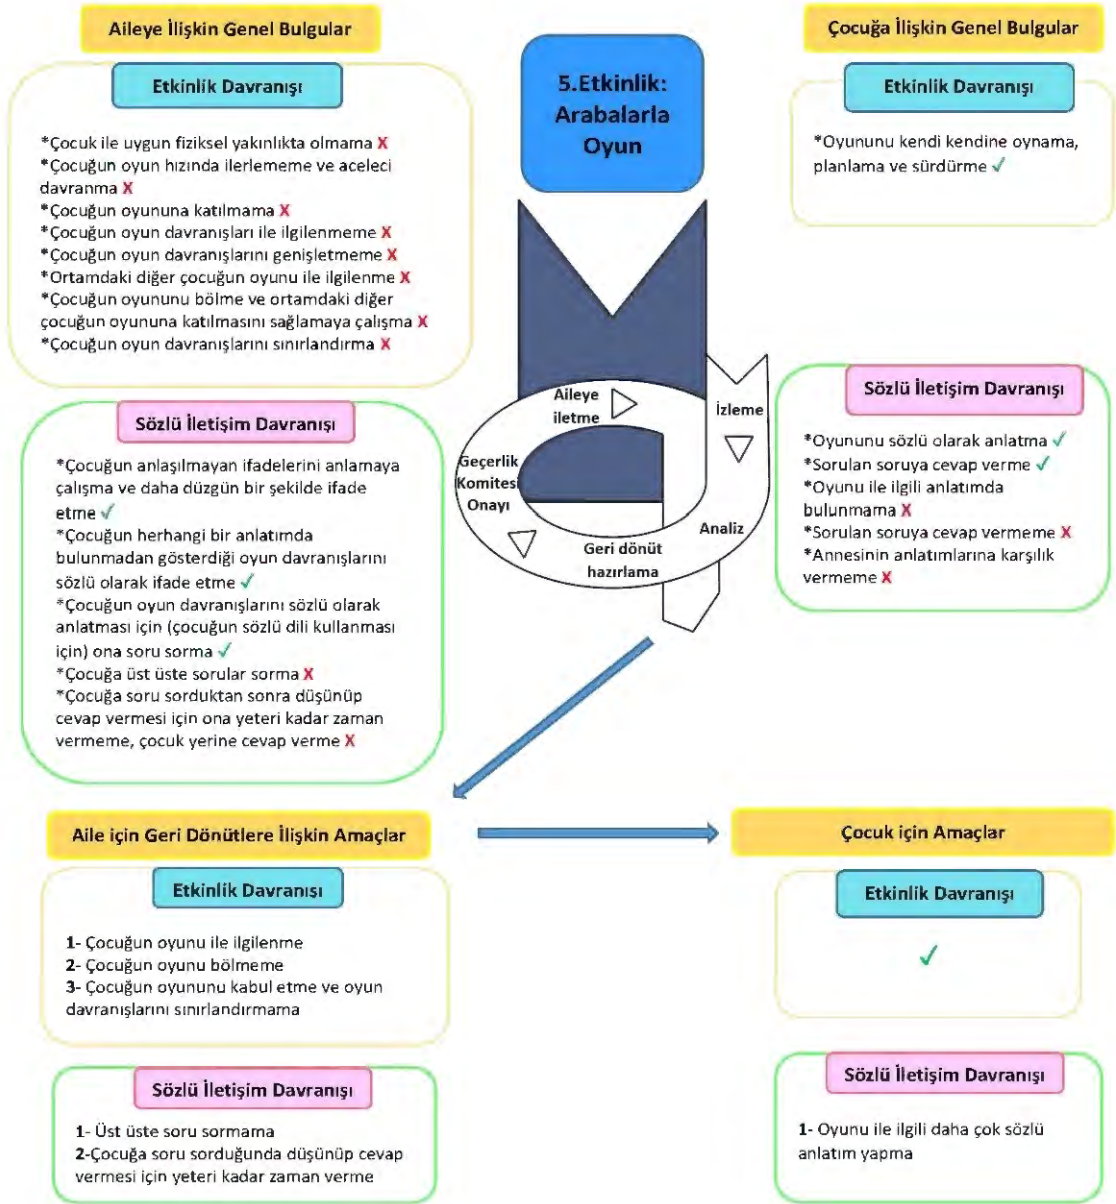 Aileye İlişkin Genel Bulgular
Etkinlik Davranışı
*Çocuk ile uygun fiziksel yakınlıkta olmama X
*Çocuğun oyun hızında ilerlememe ve aceleci
davranma X
*Çocuğun oyununa katılmama X
*Çocuğun oyun davranışları ile ilgilenmeme X
*Çocuğun oyun davranışlarını genişletmeme X
*Ortamdaki diğer çocuğun oyunu ile ilgilenme X
*Çocuğun oyununu bölme ve ortamdaki diğer
çocuğun oyununa katılmasını sağlamaya çalışma X
*Çocuğun oyun davranışlarını sınırlandırma X
Sözlü İletişim Davranışı
*Çocuğun anlaşılmayan ifadelerini anlamaya
çalışma ve daha düzgün bir şekilde ifade
etme ✓
*Çocuğun herhangi bir anlatımda
bulunmadan gösterdiği oyun davranışlarını
sözlü olarak ifade etme ✓
*Çocuğun oyun davranışlarını sözlü olarak
anlatması için (çocuğun sözlü dili kullanması
için) ona soru sorma ✓
*Çocuğa üst üste sorular sorma X
*Çocuğa soru sorduktan sonra düşünüp
cevap vermesi için ona yeteri kadar zaman
vermeme, çocuk yerine cevap verme X
5.Etkinlik:
Arabalarla
Oyun
Aileye
iletme
İzleme
Geçerlik
Komitesi
Onayı
Analiz
Geri dönüt
hazırlama
Çocuğa İlişkin Genel Bulgular
Etkinlik Davranışı
*Oyununu kendi kendine oynama,
planlama ve sürdürme ✓
Sözlü İletişim Davranışı
*Oyununu sözlü olarak anlatma ✓
*Sorulan soruya cevap verme ✓
*Oyunu ile ilgili anlatımda
bulunmama X
*Sorulan soruya cevap vermeme X
*Annesinin anlatımlarına karşılık
vermeme X
Aile için Geri Dönütlere İlişkin Amaçlar
Etkinlik Davranışı
1- Çocuğun oyunu ile ilgilenme
2- Çocuğun oyunu bölmeme
3- Çocuğun oyununu kabul etme ve oyun
davranışlarını sınırlandırmama
Sözlü İletişim Davranışı
1- Üst üste soru sormama
2-Çocuğa soru sorduğunda düşünüp cevap
vermesi için yeteri kadar zaman verme
Çocuk için Amaçlar
Etkinlik Davranışı
✓
Sözlü İletişim Davranışı
1- Oyunu ile ilgili daha çok sözlü
anlatım yapma